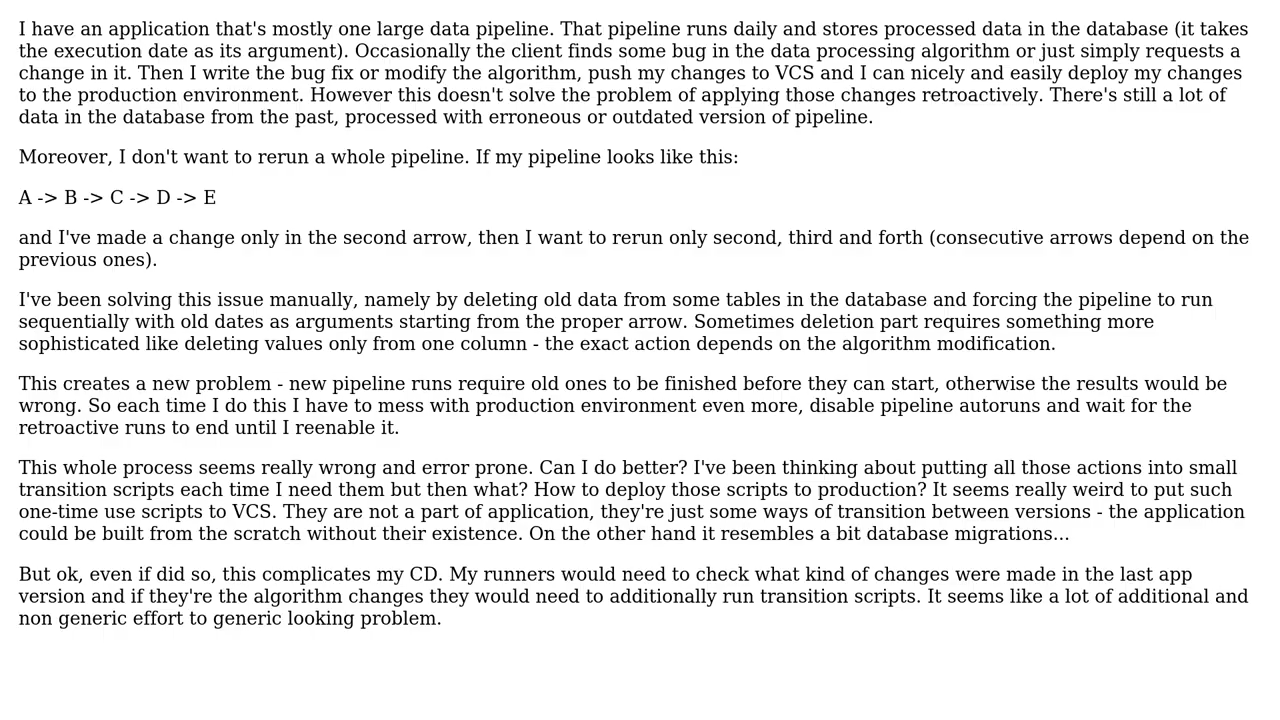 I have an application that's mostly one large data pipeline. That pipeline runs daily and stores processed data in the database (it takes
the execution date as its argument). Occasionally the client finds some bug in the data processing algorithm or just simply requests a
change in it. Then I write the bug fix or modify the algorithm, push my changes to VCS and I can nicely and easily deploy my changes
to the production environment. However this doesn't solve the problem of applying those changes retroactively. There's still a lot of
data in the database from the past, processed with erroneous or outdated version of pipeline.
Moreover, I don't want to rerun a whole pipeline. If my pipeline looks like this:
A -> B -> C -> D -> E
and I've made a change only in the second arrow, then I want to rerun only second, third and forth (consecutive arrows depend on the
previous ones).
I've been solving this issue manually, namely by deleting old data from some tables in the database and forcing the pipeline to run
sequentially with old dates as arguments starting from the proper arrow. Sometimes deletion part requires something more
sophisticated like deleting values only from one column - the exact action depends on the algorithm modification.
This creates a new problem - new pipeline runs require old ones to be finished before they can start, otherwise the results would be
wrong. So each time I do this I have to mess with production environment even more, disable pipeline autoruns and wait for the
retroactive runs to end until I reenable it.
This whole process seems really wrong and error prone. Can I do better? I've been thinking about putting all those actions into small
transition scripts each time I need them but then what? How to deploy those scripts to production? It seems really weird to put such
one-time use scripts to VCS. They are not a part of application, they're just some ways of transition between versions - the application
could be built from the scratch without their existence. On the other hand it resembles a bit database migrations...
But ok, even if did so, this complicates my CD. My runners would need to check what kind of changes were made in the last app
version and if they're the algorithm changes they would need to additionally run transition scripts. It seems like a lot of additional and
non generic effort to generic looking problem.